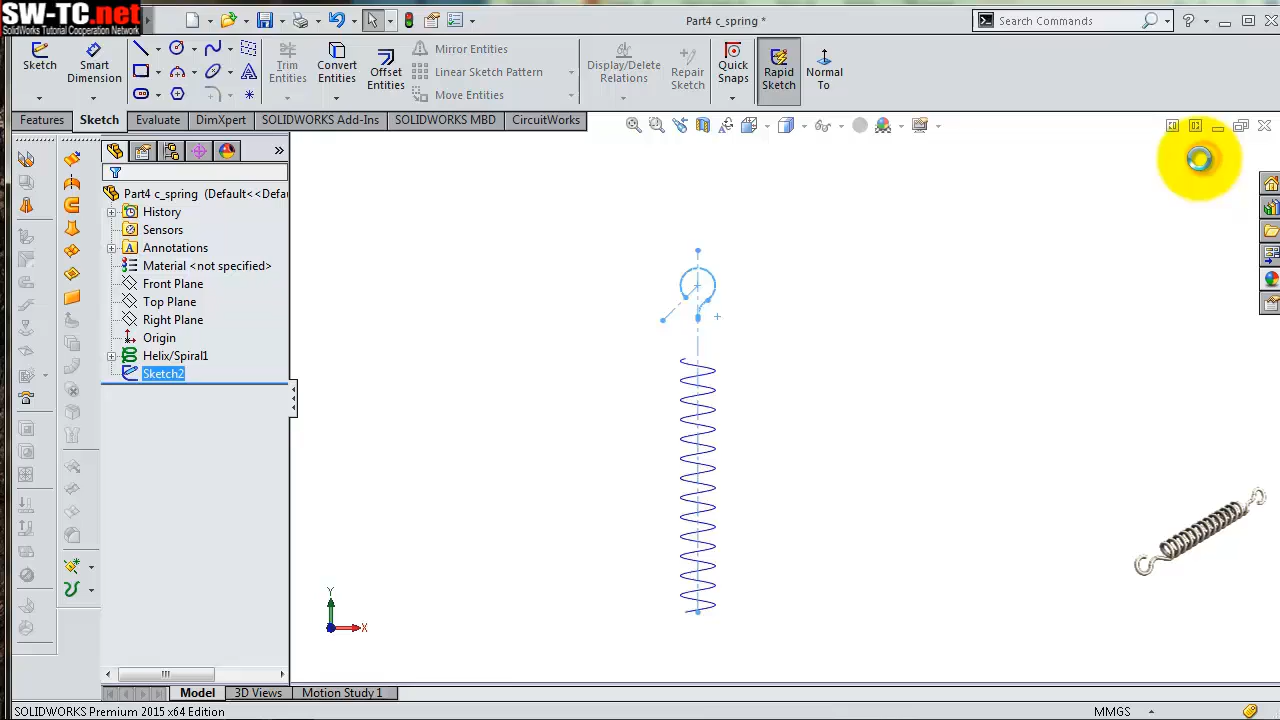 SW-TC.net
SolidWorks Tutorial Cooperation Network
Part4 c_spring
Search Commands
Sketch
Smart Dimension
Trim Entities
Convert Entities
Offset Entities
Mirror Entities
Linear Sketch Pattern
Move Entities
Display/Delete Relations
Repair Sketch
Quick Snaps
Rapid Sketch
Normal To
Features
Sketch
Evaluate
DimXpert
SOLIDWORKS Add-Ins
SOLIDWORKS MBD
CircuitWorks
Part4 c_spring (Default<<Defau
History
Sensors
Annotations
Material <not specified>
Front Plane
Top Plane
Right Plane
Origin
Helix/Spiral1
Sketch2
Y
X
Model
3D Views
Motion Study 1
SOLIDWORKS Premium 2015 x64 Edition
MMGS